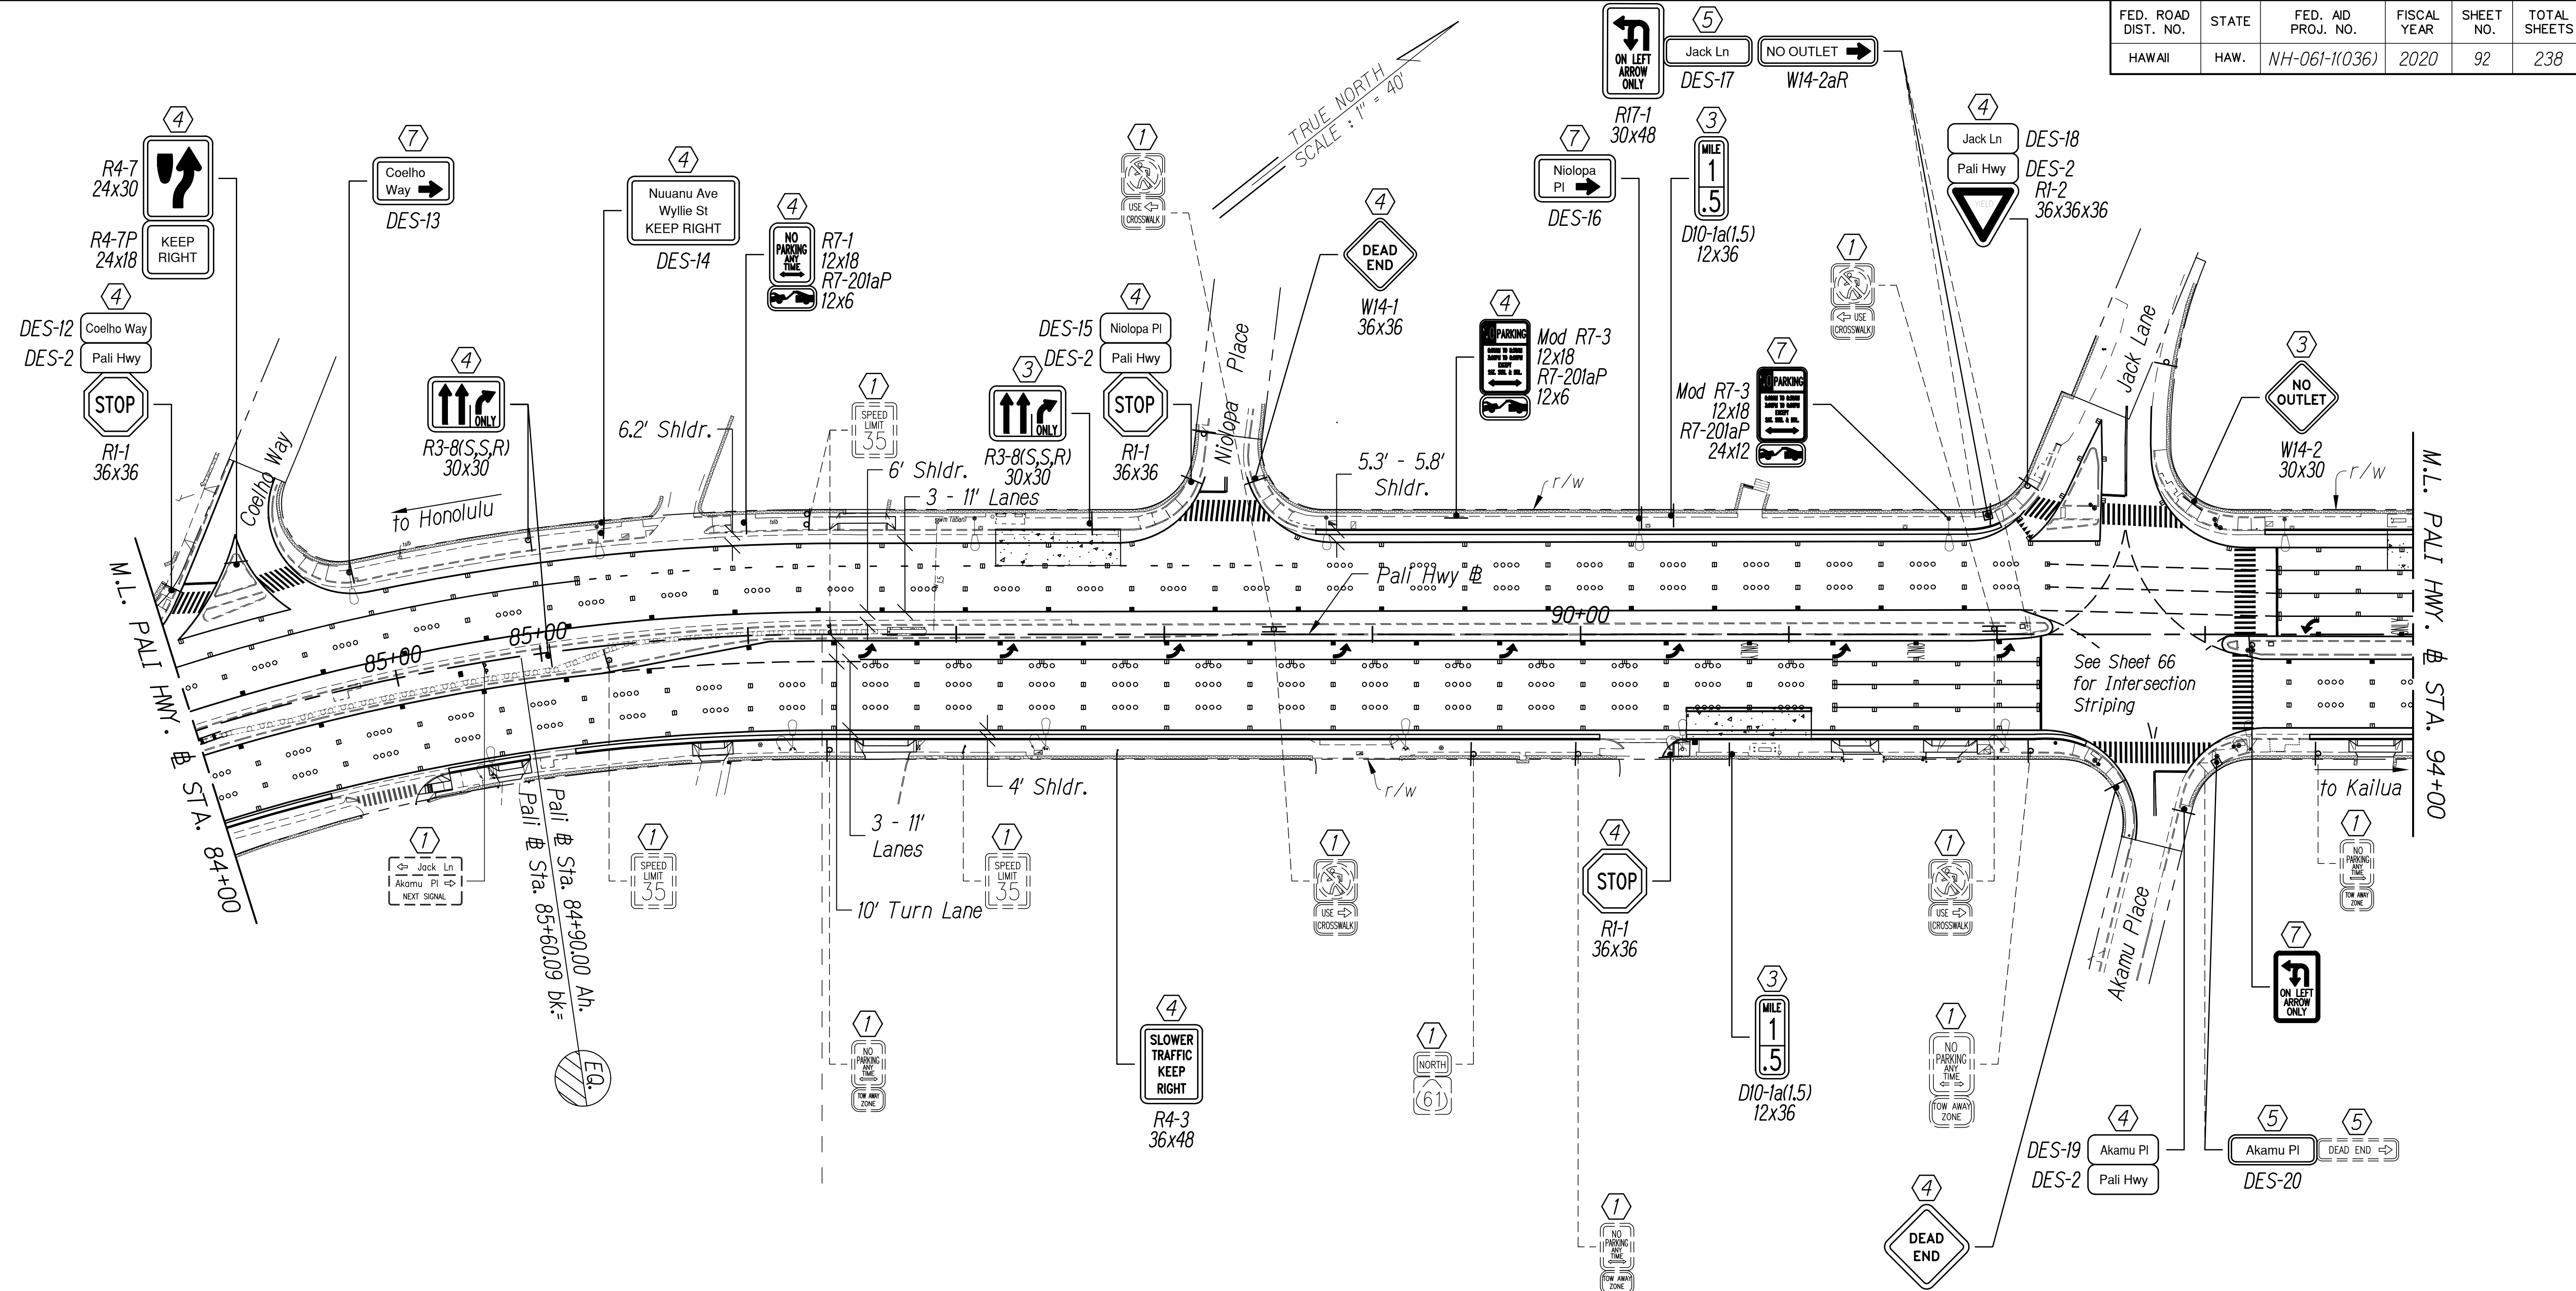 FED. ROAD DIST. NO.
STATE
FED. AID PROJ. NO.
FISCAL YEAR
SHEET NO.
TOTAL SHEETS
HAWAII
HAW.
NH-061-1(036)
2020
92
238
TRUE NORTH
SCALE : 1" = 40'
4
R4-7
24x30
R4-7P
24x18
KEEP
RIGHT
4
DES-12
Coelho Way
DES-2
Pali Hwy
STOP
R1-1
36x36
7
Coelho
Way
DES-13
4
Nuuanu Ave
Wyllie St
KEEP RIGHT
DES-14
4
NO
PARKING
ANY
TIME
R7-1
12x18
R7-201aP
12x6
4
ONLY
R3-8(S,S,R)
30x30
1
SPEED
LIMIT
35
3
ONLY
R3-8(S,S,R)
30x30
1
USE
CROSSWALK
4
DES-15
Niolopa Pl
DES-2
Pali Hwy
STOP
R1-1
36x36
4
DEAD
END
W14-1
36x36
4
PARKING
EXCEPT
Mod R7-3
12x18
R7-201aP
12x6
7
Niolopa
Pl
DES-16
ON LEFT
ARROW
ONLY
R17-1
30x48
5
Jack Ln
DES-17
NO OUTLET
W14-2aR
3
MILE
1
.5
D10-1a(1.5)
12x36
7
PARKING
EXCEPT
Mod R7-3
12x18
R7-201aP
24x12
1
USE
CROSSWALK
4
Jack Ln
DES-18
Pali Hwy
DES-2
YIELD
R1-2
36x36x36
3
NO
OUTLET
W14-2
30x30
Coelho Way
to Honolulu
6.2' Shldr.
6' Shldr.
3 - 11' Lanes
Niolopa Place
5.3' - 5.8'
Shldr.
r/w
Jack Lane
r/w
M.L. PALI HWY. ⅊ STA. 84+00
85+00
85+00
Pali Hwy ⅊
90+00
See Sheet 66
for Intersection
Striping
M.L. PALI HWY. ⅊ STA. 94+00
to Kailua
4' Shldr.
3 - 11'
Lanes
10' Turn Lane
r/w
Akamu Place
Pali ⅊ Sta. 84+90.00 Ah.
Pali ⅊ Sta. 85+60.09 bk.=
EQ.
1
Jack Ln
Akamu Pl
NEXT SIGNAL
1
SPEED
LIMIT
35
1
SPEED
LIMIT
35
1
NO
PARKING
ANY
TIME
TOW AWAY
ZONE
4
SLOWER
TRAFFIC
KEEP
RIGHT
R4-3
36x48
1
USE
CROSSWALK
1
NORTH
61
4
STOP
R1-1
36x36
1
NO
PARKING
ANY
TIME
TOW AWAY
ZONE
3
MILE
1
.5
D10-1a(1.5)
12x36
1
USE
CROSSWALK
1
NO
PARKING
ANY
TIME
TOW AWAY
ZONE
4
DEAD
END
4
DES-19
Akamu Pl
DES-2
Pali Hwy
5
Akamu Pl
DES-20
5
DEAD END
7
ON LEFT
ARROW
ONLY
1
NO
PARKING
ANY
TIME
TOW AWAY
ZONE